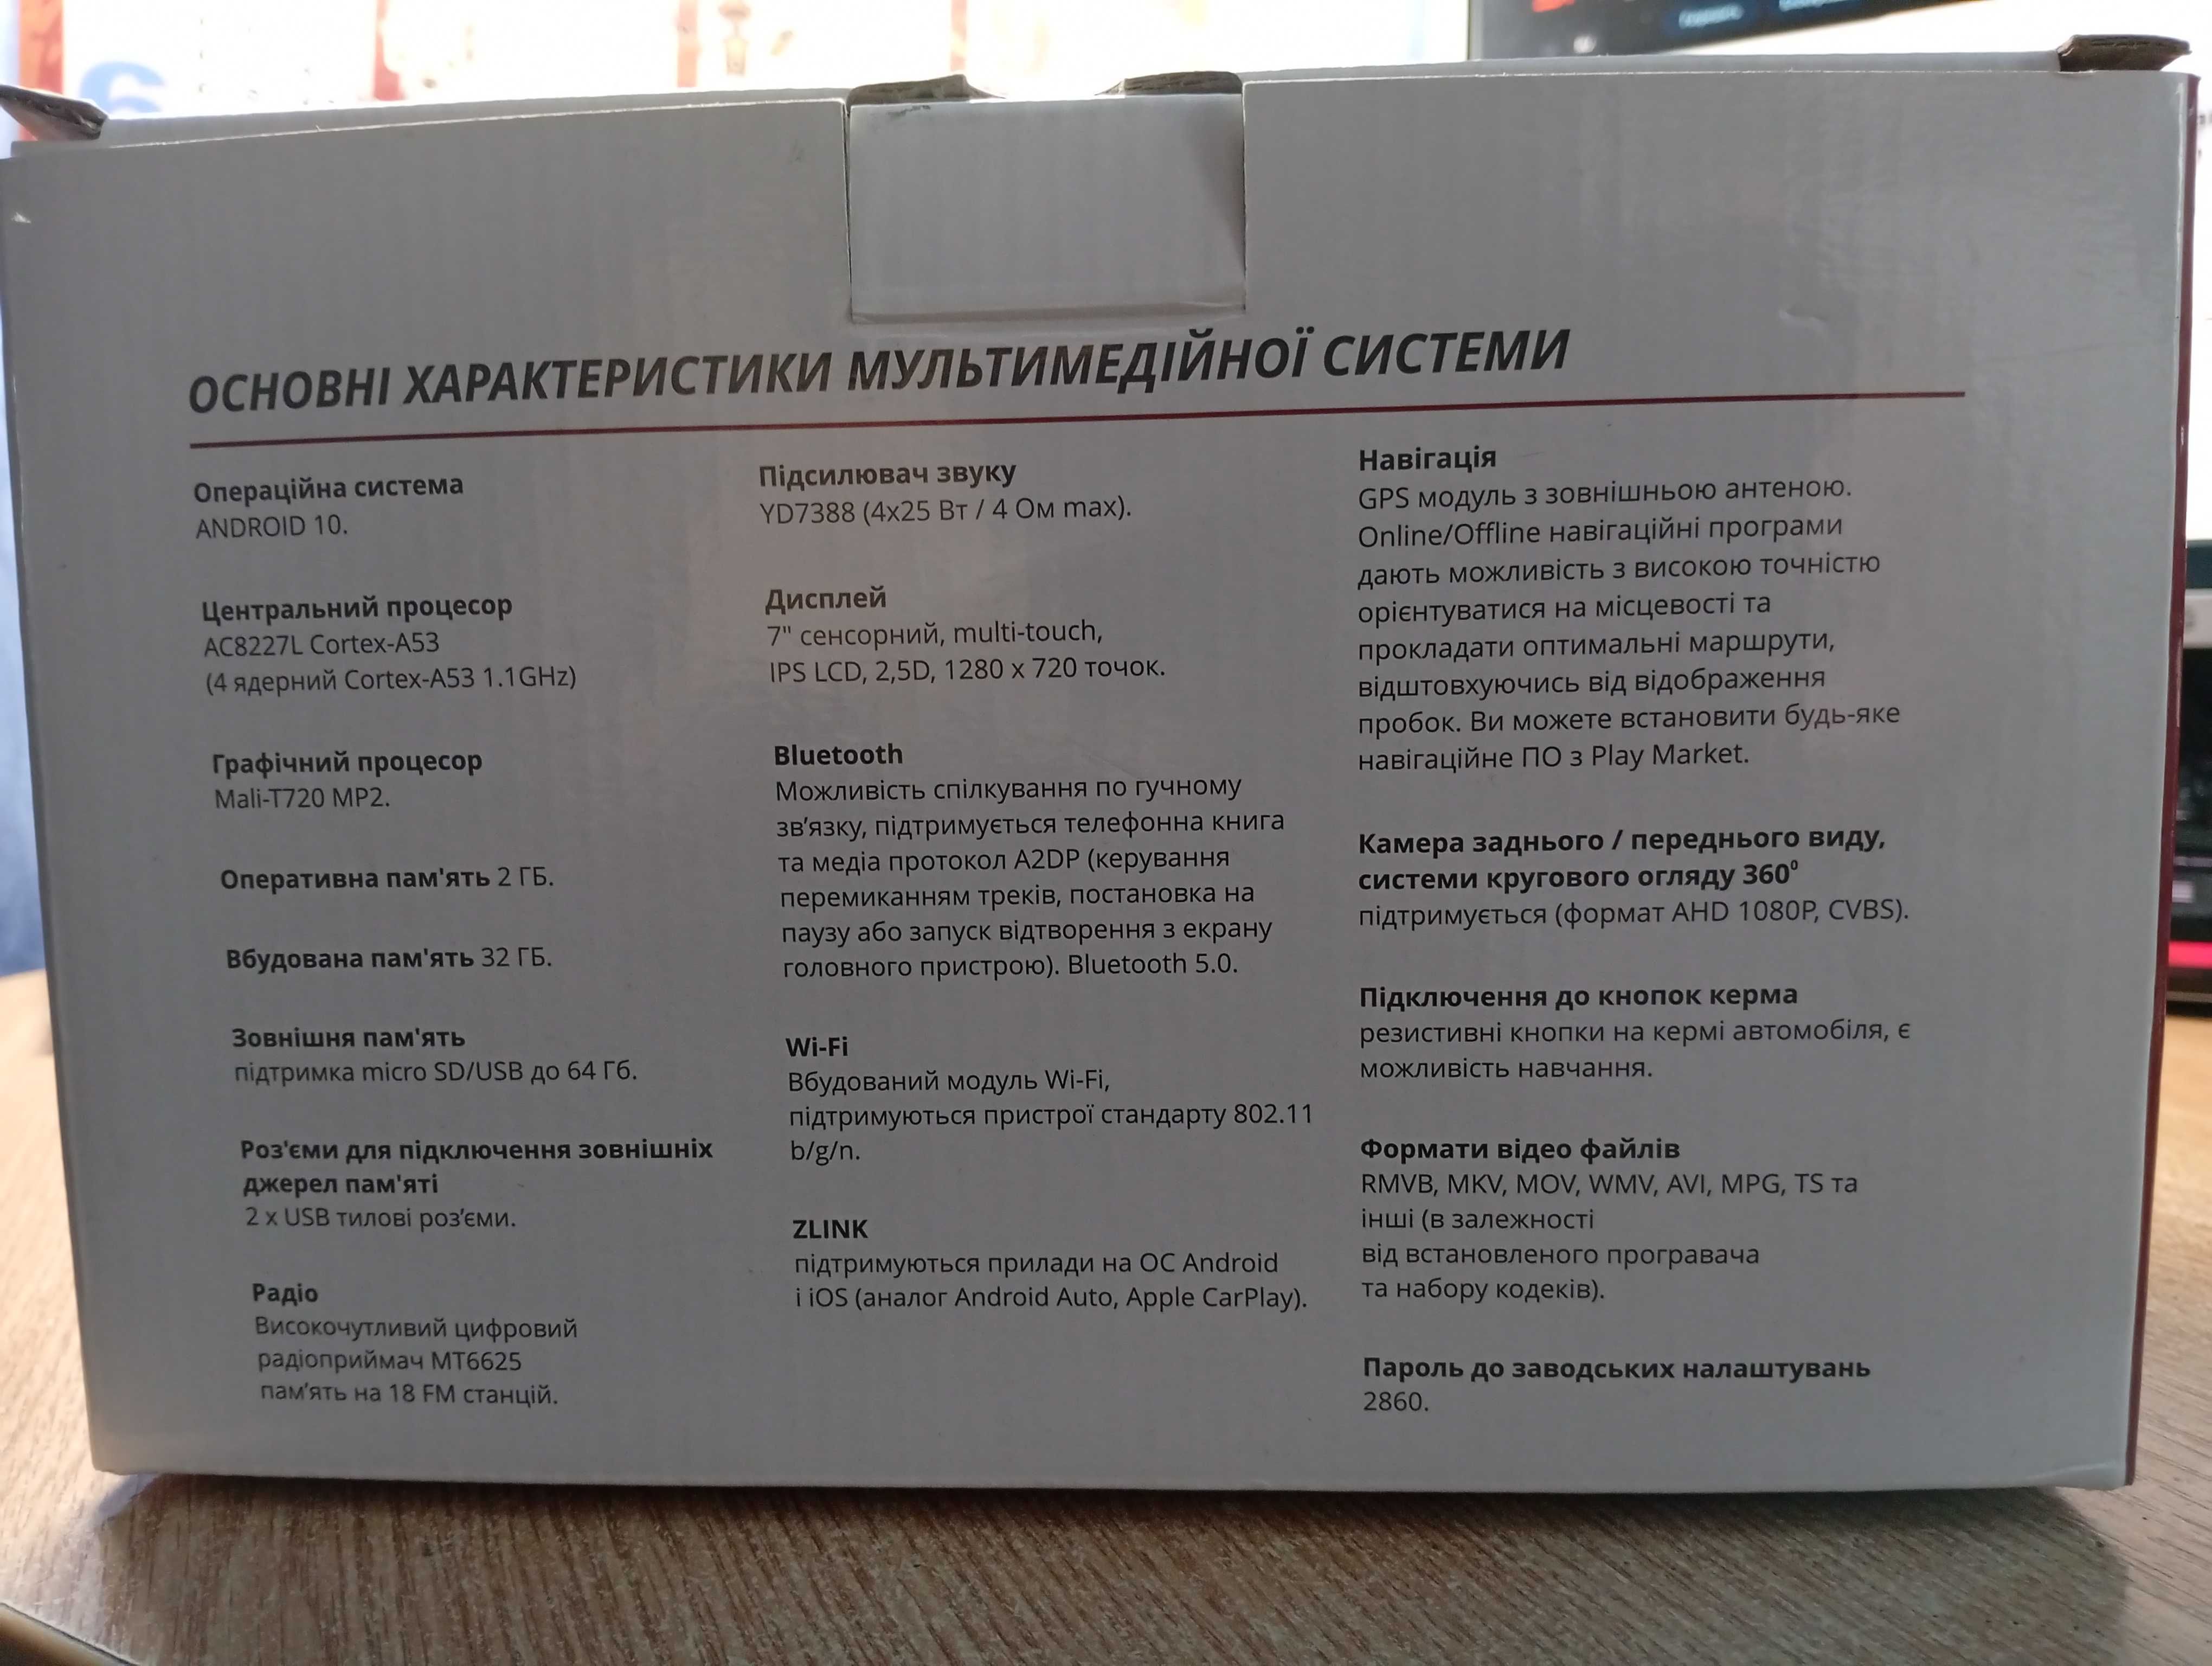 ОСНОВНІ ХАРАКТЕРИСТИКИ МУЛЬТИМЕДІЙНОЇ СИСТЕМИ
Операційна система
ANDROID 10.
Центральний процесор
AC8227L Cortex-A53
(4 ядерний Cortex-A53 1.1GHz)
Графічний процесор
Mali-T720 MP2.
Оперативна пам'ять 2 ГБ.
Вбудована пам'ять 32 ГБ.
Зовнішня пам'ять
підтримка micro SD/USB до 64 Гб.
Роз'єми для підключення зовнішніх
джерел пам'яті
2 x USB тилові роз’єми.
Радіо
Високочутливий цифровий
радіоприймач MT6625
пам’ять на 18 FM станцій.
Підсилювач звуку
YD7388 (4x25 Вт / 4 Ом max).
Дисплей
7" сенсорний, multi-touch,
IPS LCD, 2,5D, 1280 x 720 точок.
Bluetooth
Можливість спілкування по гучному
зв’язку, підтримується телефонна книга
та медіа протокол A2DP (керування
перемиканням треків, постановка на
паузу або запуск відтворення з екрану
головного пристрою). Bluetooth 5.0.
Wi-Fi
Вбудований модуль Wi-Fi,
підтримуються пристрої стандарту 802.11
b/g/n.
ZLINK
підтримуються прилади на ОС Android
і iOS (аналог Android Auto, Apple CarPlay).
Навігація
GPS модуль з зовнішньою антеною.
Online/Offline навігаційні програми
дають можливість з високою точністю
орієнтуватися на місцевості та
прокладати оптимальні маршрути,
відштовхуючись від відображення
пробок. Ви можете встановити будь-яке
навігаційне ПО з Play Market.
Камера заднього / переднього виду,
системи кругового огляду 360⁰
підтримується (формат AHD 1080P, CVBS).
Підключення до кнопок керма
резистивні кнопки на кермі автомобіля, є
можливість навчання.
Формати відео файлів
RMVB, MKV, MOV, WMV, AVI, MPG, TS та
інші (в залежності
від встановленого програвача
та набору кодеків).
Пароль до заводських налаштувань
2860.